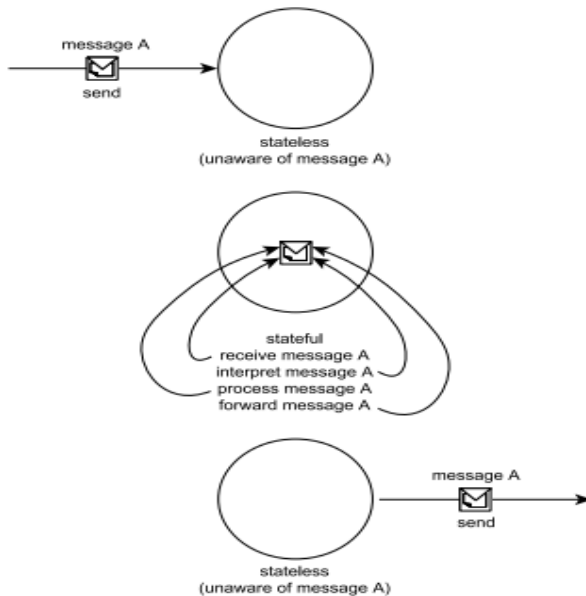 message A
send
stateless
(unaware of message A)
stateful
receive message A
interpret message A
process message A
forward message A
message A
send
stateless
(unaware of message A)